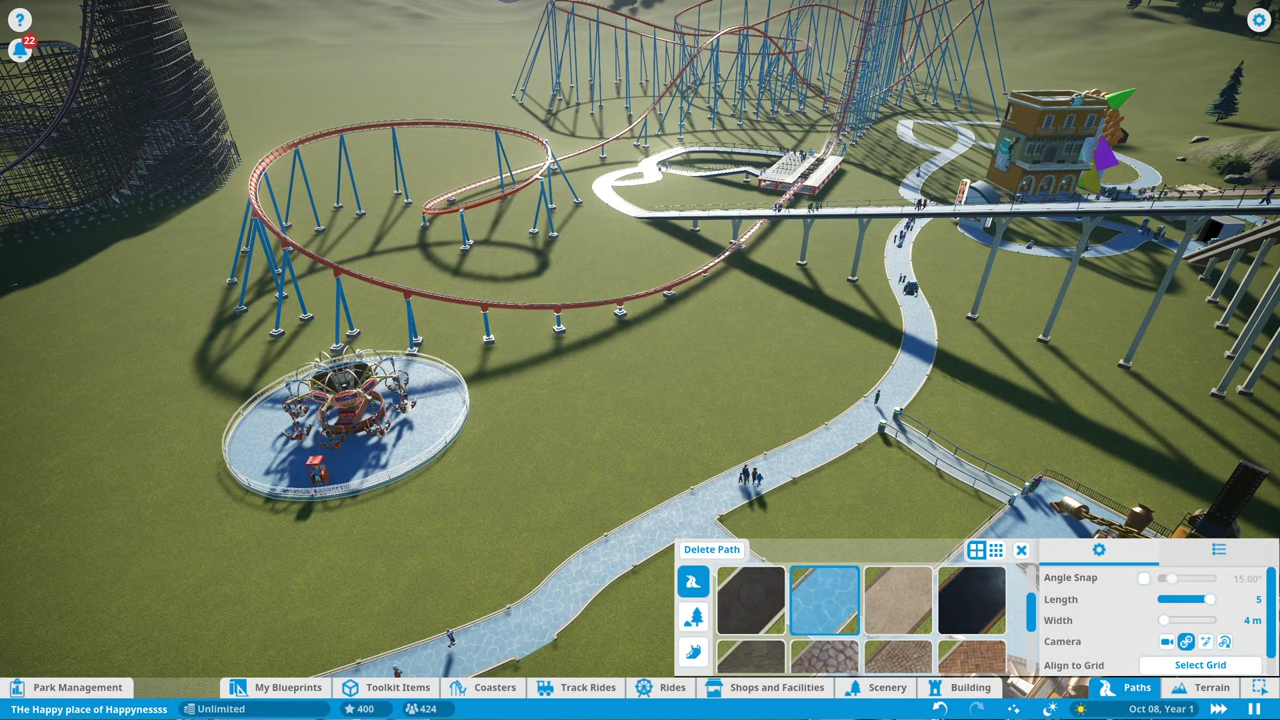 ?
22
Delete Path
Angle Snap 15.00°
Length 5
Width 4 m
Camera
Align to Grid Select Grid
Park Management My Blueprints Toolkit Items Coasters Track Rides Rides Shops and Facilities Scenery Building Paths Terrain
THe Happy place of Happynessss Unlimited 400 424 Oct 08, Year 1